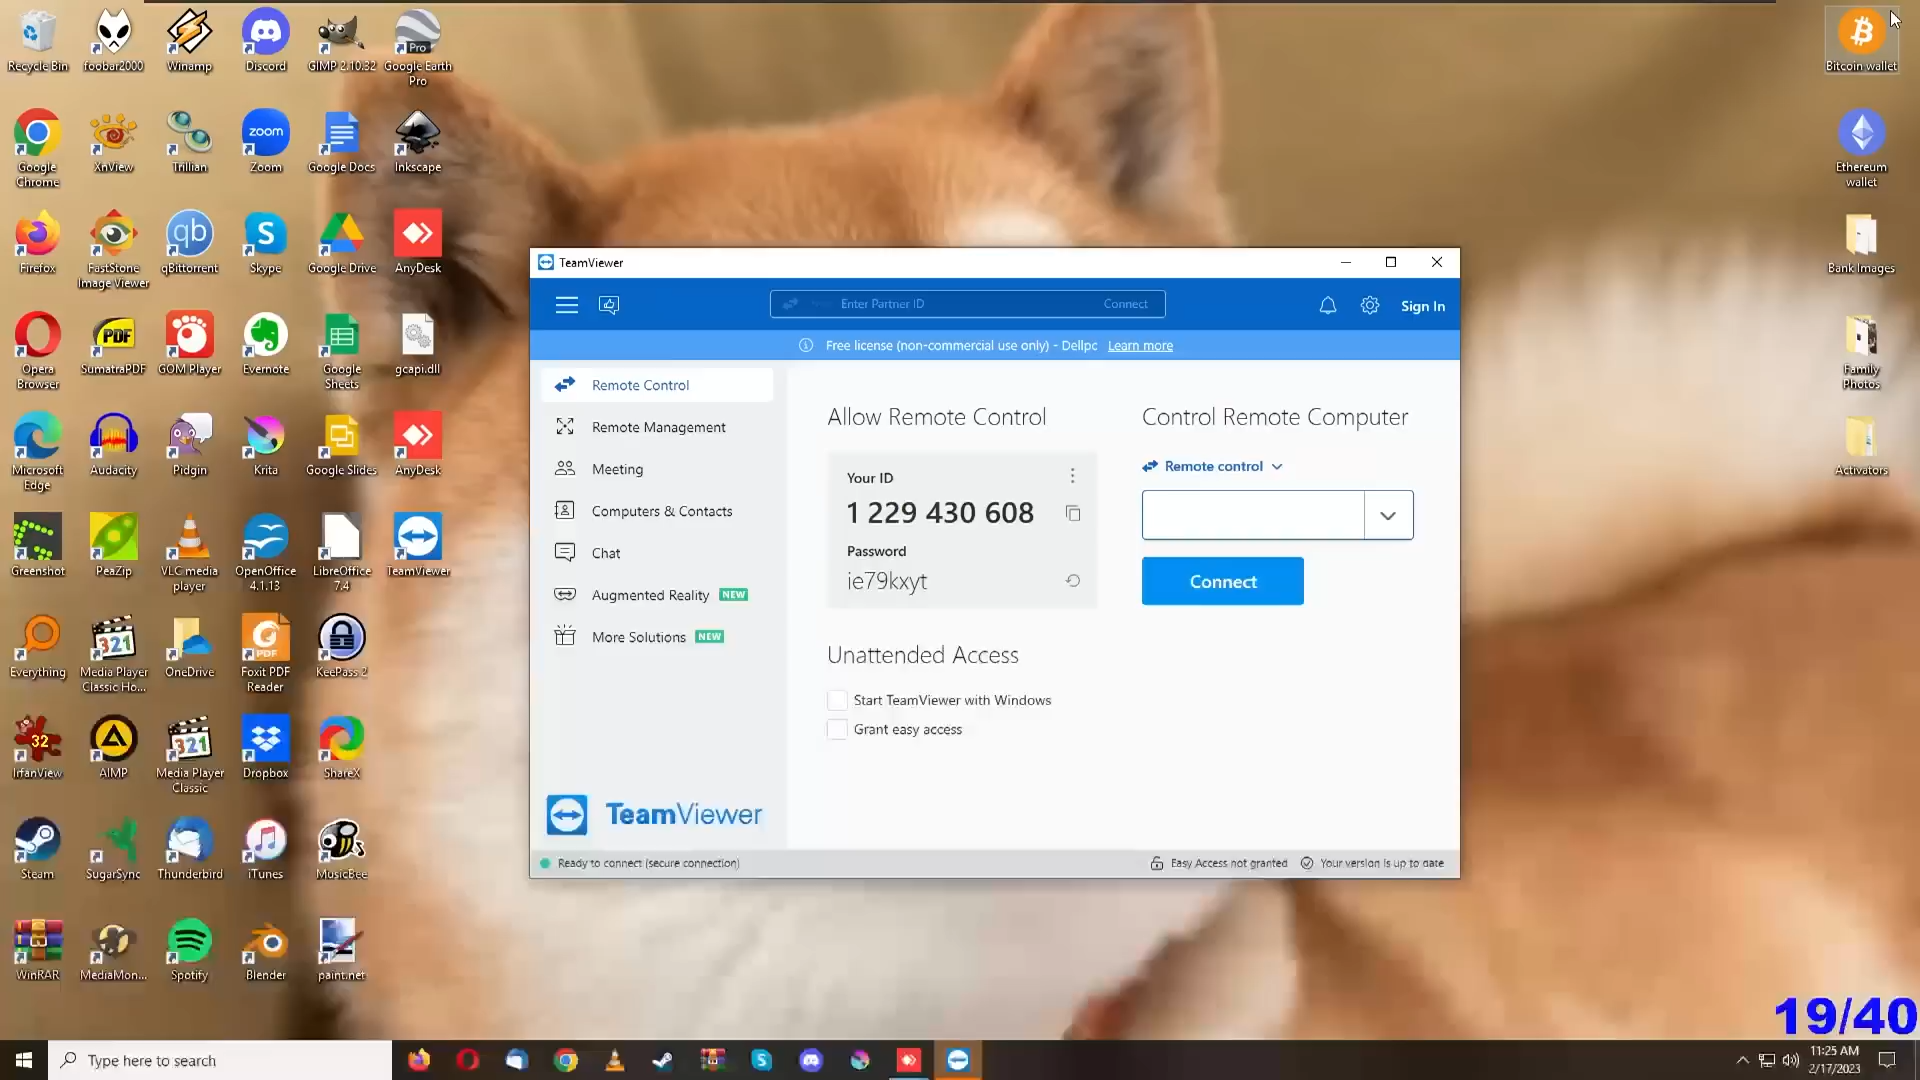 Recycle Bin
foobar2000
Winamp
Discord
GIMP 2.10.32
Pro
Google Earth
Pro
Bitcoin wallet
Google
Chrome
XnView
Trillian
zoom
Zoom
Google Docs
Inkscape
Ethereum
wallet
Firefox
FastStone
Image Viewer
qb
qBittorrent
S
Skype
Google Drive
AnyDesk
Bank Images
Opera
Browser
PDF
SumatraPDF
GOM Player
Evernote
Google
Sheets
gcapi.dll
Family
Photos
Microsoft
Edge
Audacity
Pidgin
Krita
Google Slides
AnyDesk
Activators
Greenshot
PeaZip
VLC media
player
OpenOffice
4.1.13
LibreOffice
7.4
TeamViewer
Everything
321
Media Player
Classic Ho...
OneDrive
PDF
Foxit PDF
Reader
KeePass 2
32
IrfanView
AIMP
321
Media Player
Classic
Dropbox
ShareX
Steam
SugarSync
Thunderbird
iTunes
MusicBee
WinRAR
MediaMon...
Spotify
Blender
paint.net
TeamViewer
Enter Partner ID
Connect
Sign In
Free license (non-commercial use only) - Dellpc Learn more
Remote Control
Remote Management
Meeting
Computers & Contacts
Chat
Augmented Reality NEW
More Solutions NEW
TeamViewer
Allow Remote Control
Your ID
1 229 430 608
Password
ie79kxyt
Unattended Access
Start TeamViewer with Windows
Grant easy access
Control Remote Computer
Remote control
Connect
Ready to connect (secure connection)
Easy Access not granted
Your version is up to date
19/40
Type here to search
S
11:25 AM
2/17/2023